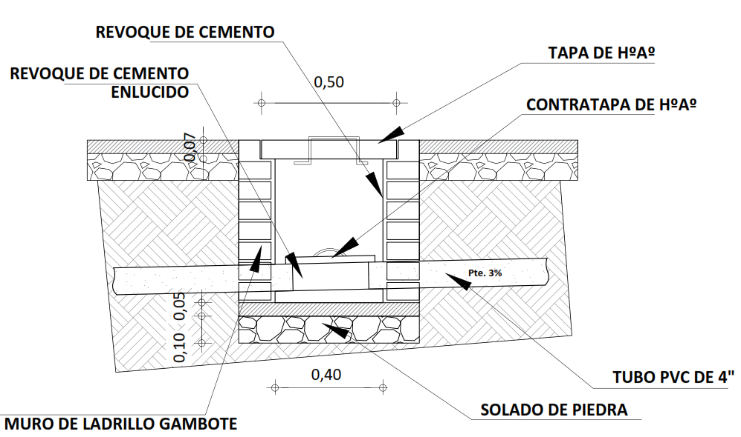 REVOQUE DE CEMENTO
TAPA DE HºAº
REVOQUE DE CEMENTO
ENLUCIDO
0,50
CONTRATAPA DE HºAº
0,07
Pte. 3%
0,05
0,10
0,40
TUBO PVC DE 4"
SOLADO DE PIEDRA
MURO DE LADRILLO GAMBOTE